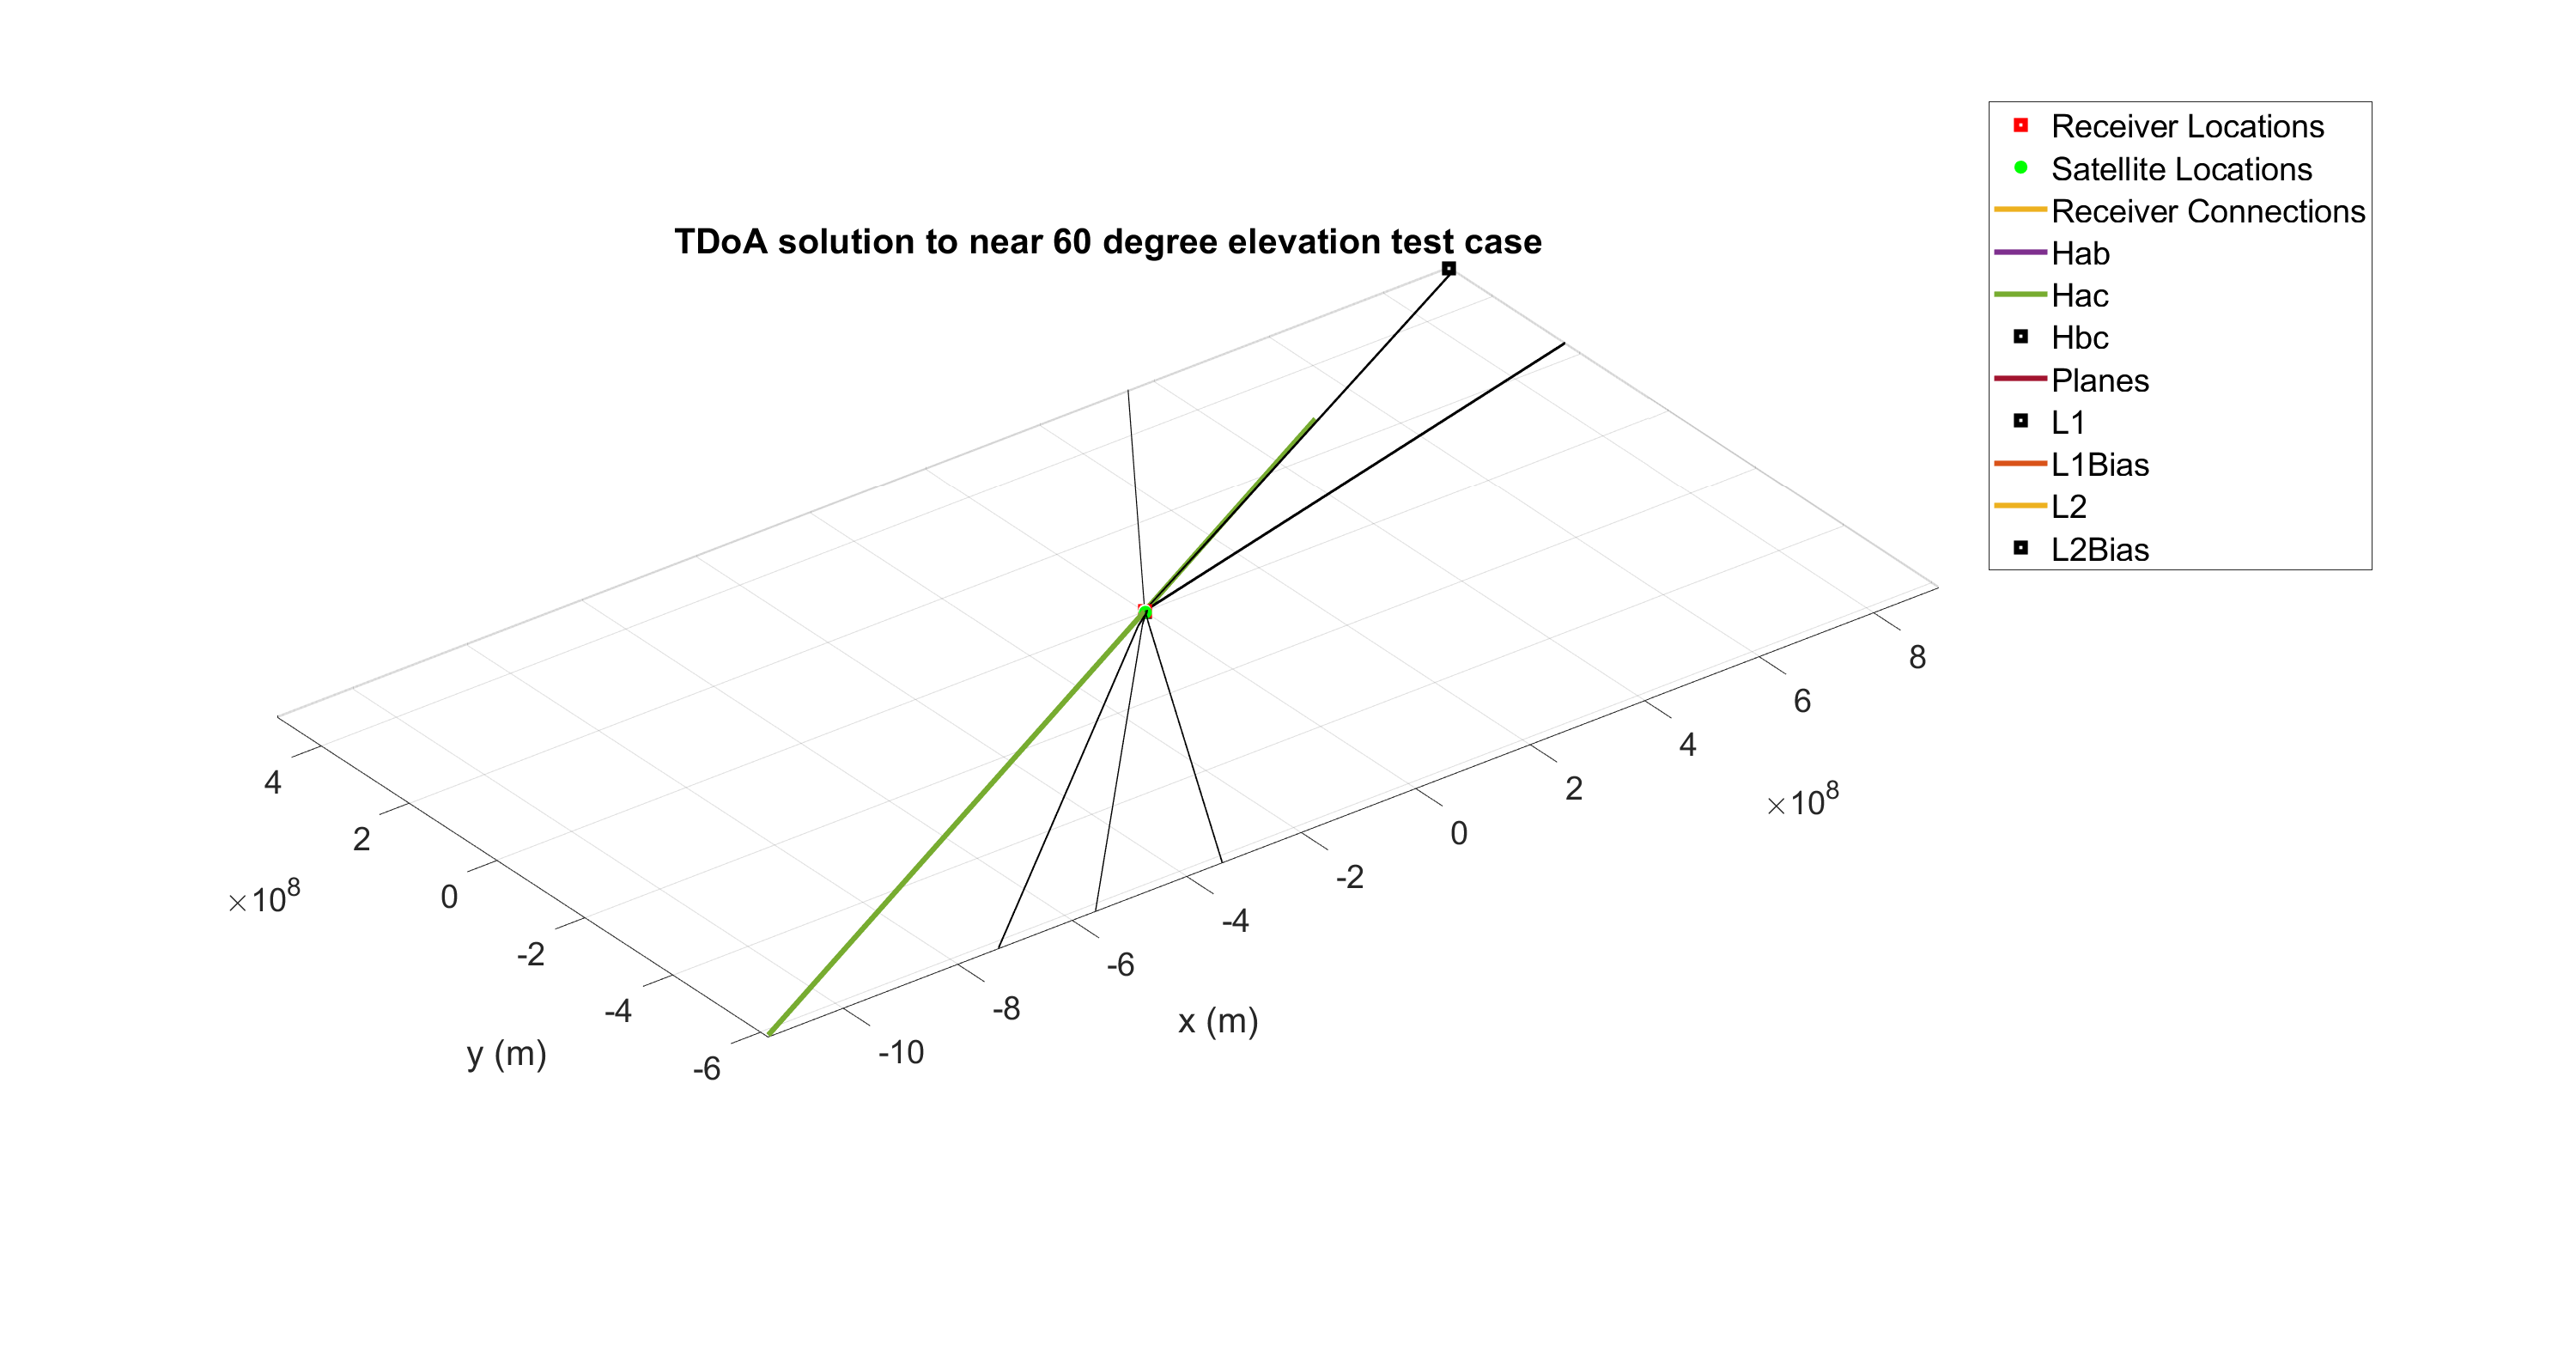 TDoA solution to near 60 degree elevation test case
Receiver Locations
Satellite Locations
Receiver Connections
Hab
Hac
Hbc
Planes
L1
L1Bias
L2
L2Bias
4
2
0
-2
-4
-6
×10^8
y (m)
-10
-8
-6
-4
-2
0
2
4
6
8
×10^8
x (m)